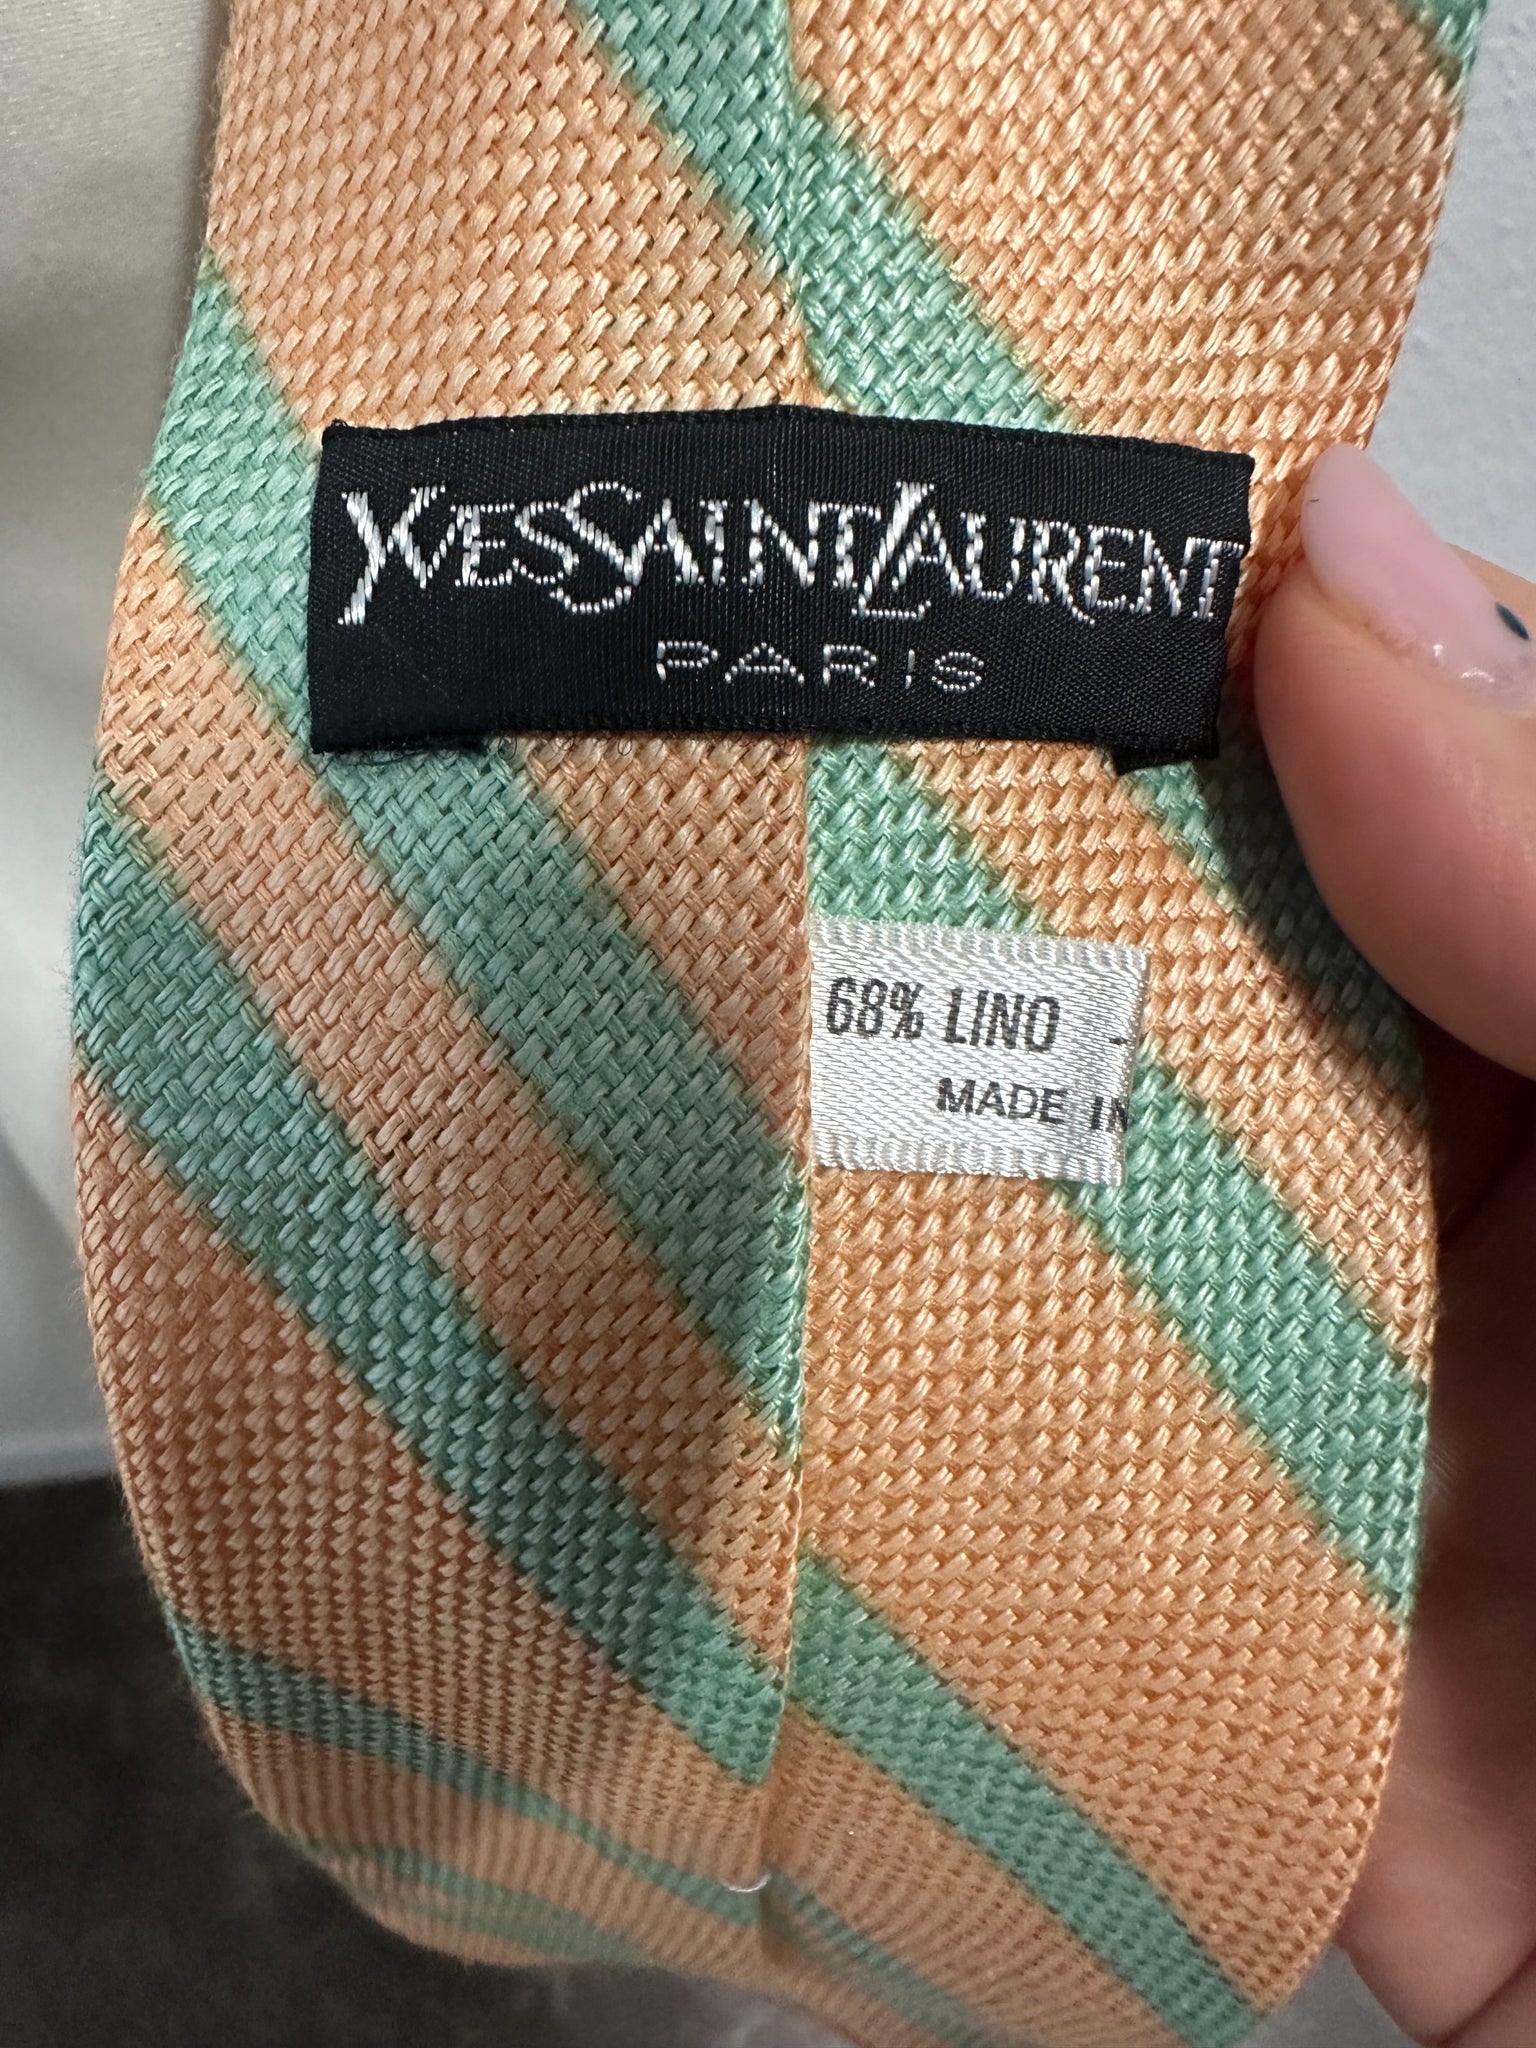 YVESSAINTLAURENT
PARIS
68% LINO -
MADE IN